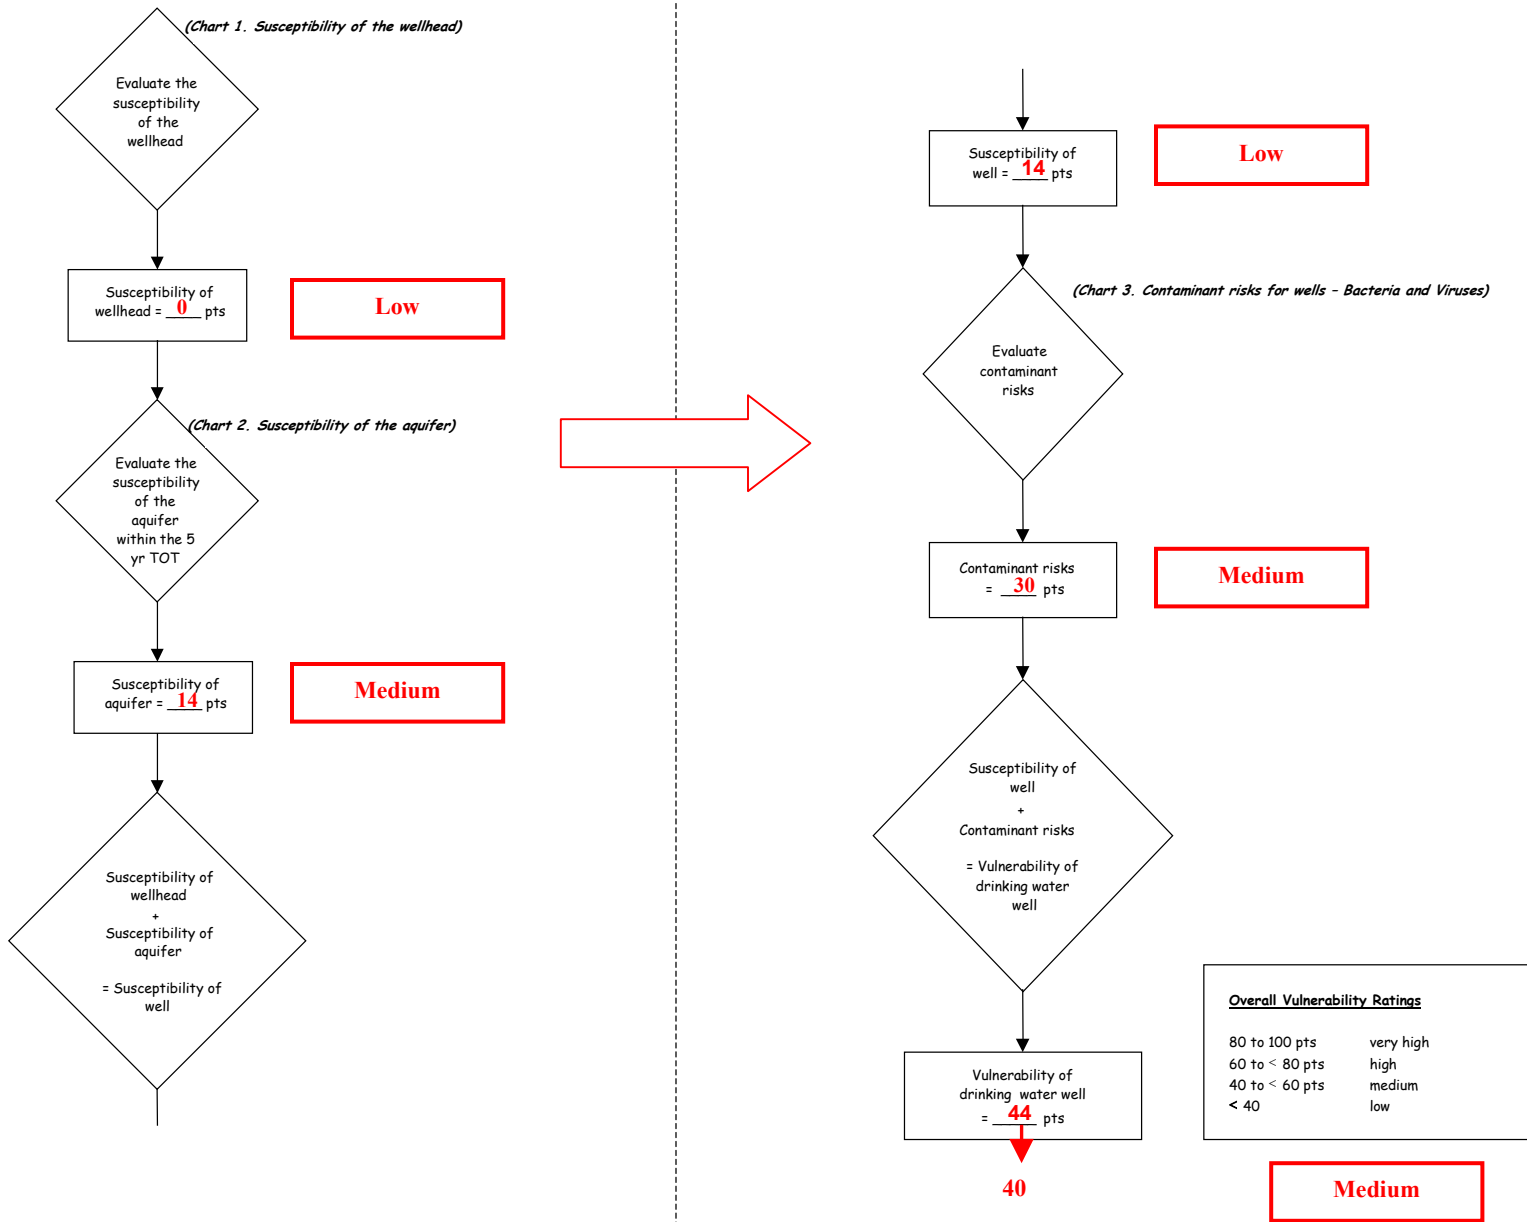 (Chart 1. Susceptibility of the wellhead)
Evaluate the
susceptibility
of the
wellhead
Susceptibility of
wellhead = 0 pts
Low
(Chart 2. Susceptibility of the aquifer)
Evaluate the
susceptibility
of the
aquifer
within the 5
yr TOT
Susceptibility of
aquifer = 14 pts
Medium
Susceptibility of
wellhead
+
Susceptibility of
aquifer
= Susceptibility of
well
Susceptibility of
well = 14 pts
Low
(Chart 3. Contaminant risks for wells – Bacteria and Viruses)
Evaluate
contaminant
risks
Contaminant risks
= 30 pts
Medium
Susceptibility of
well
+
Contaminant risks
= Vulnerability of
drinking water
well
Vulnerability of
drinking water well
= 44 pts
40
Overall Vulnerability Ratings
80 to 100 pts very high
60 to < 80 pts high
40 to < 60 pts medium
< 40 low
Medium